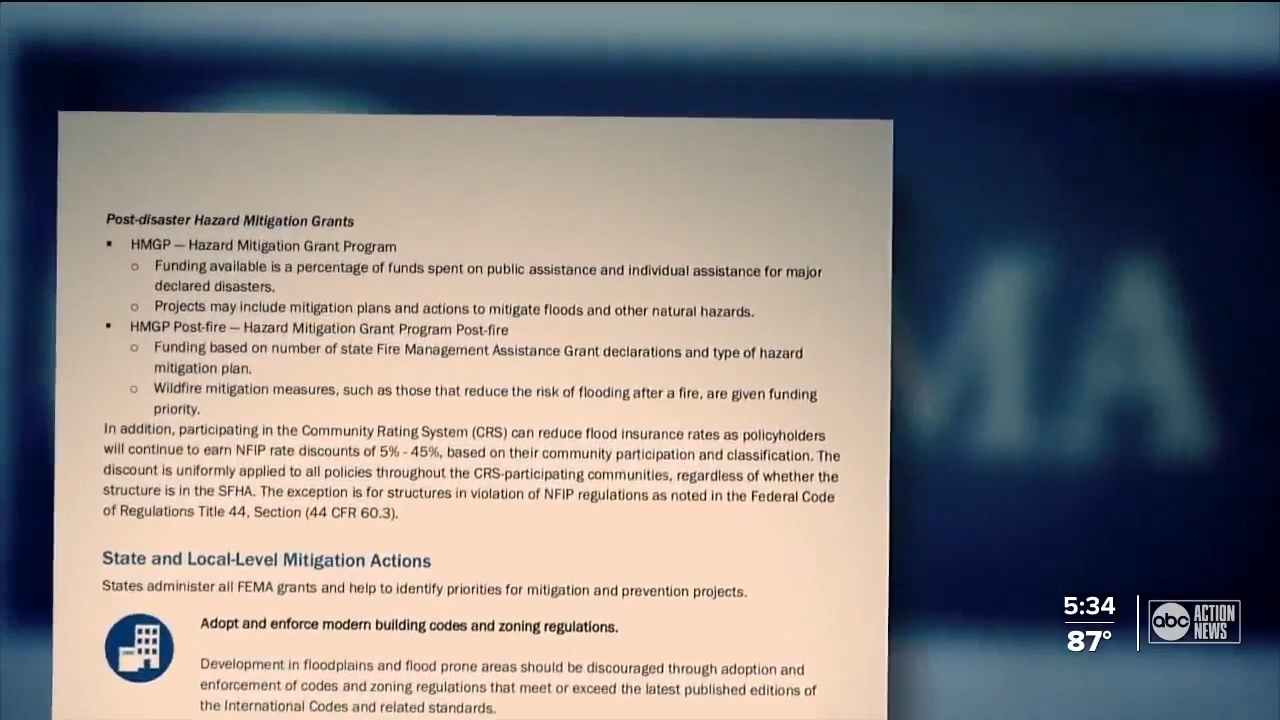 Post-disaster Hazard Mitigation Grants
▪ HMGP — Hazard Mitigation Grant Program
o Funding available is a percentage of funds spent on public assistance and individual assistance for major
declared disasters.
o Projects may include mitigation plans and actions to mitigate floods and other natural hazards.
▪ HMGP Post-fire — Hazard Mitigation Grant Program Post-fire
o Funding based on number of state Fire Management Assistance Grant declarations and type of hazard
mitigation plan.
o Wildfire mitigation measures, such as those that reduce the risk of flooding after a fire, are given funding
priority.
In addition, participating in the Community Rating System (CRS) can reduce flood insurance rates as policyholders
will continue to earn NFIP rate discounts of 5% - 45%, based on their community participation and classification. The
discount is uniformly applied to all policies throughout the CRS-participating communities, regardless of whether the
structure is in the SFHA. The exception is for structures in violation of NFIP regulations as noted in the Federal Code
of Regulations Title 44, Section (44 CFR 60.3).
State and Local-Level Mitigation Actions
States administer all FEMA grants and help to identify priorities for mitigation and prevention projects.
Adopt and enforce modern building codes and zoning regulations.
Development in floodplains and flood prone areas should be discouraged through adoption and
enforcement of codes and zoning regulations that meet or exceed the latest published editions of
the International Codes and related standards.
MA
5:34
87°
abc ACTION
NEWS